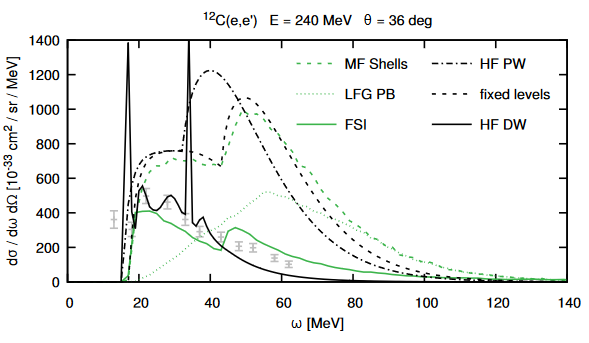 ¹²C(e,e') E = 240 MeV θ = 36 deg
1400
1200
1000
800
600
400
200
0
dσ / dω dΩ [10⁻³³ cm² / sr / MeV]
MF Shells
LFG PB
FSI
HF PW
fixed levels
HF DW
0 20 40 60 80 100 120 140
ω [MeV]